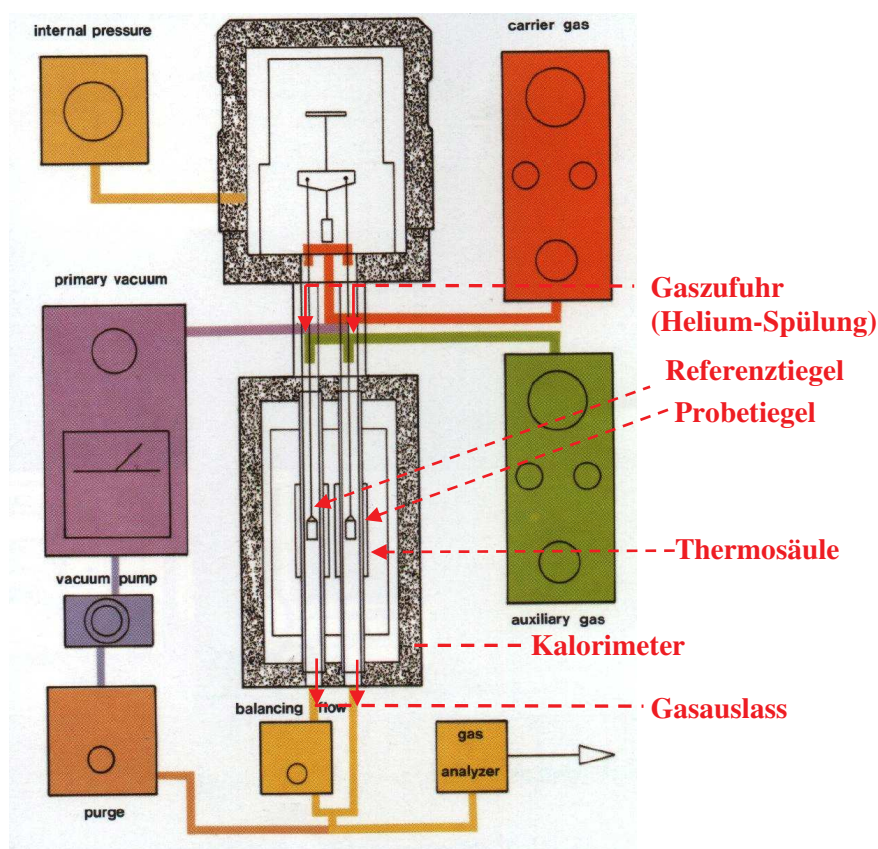 internal pressure
carrier gas
primary vacuum
Gaszufuhr
(Helium-Spülung)
Referenztiegel
Probetiegel
Thermosäule
vacuum pump
auxiliary gas
Kalorimeter
balancing flow
Gasauslass
gas
analyzer
purge